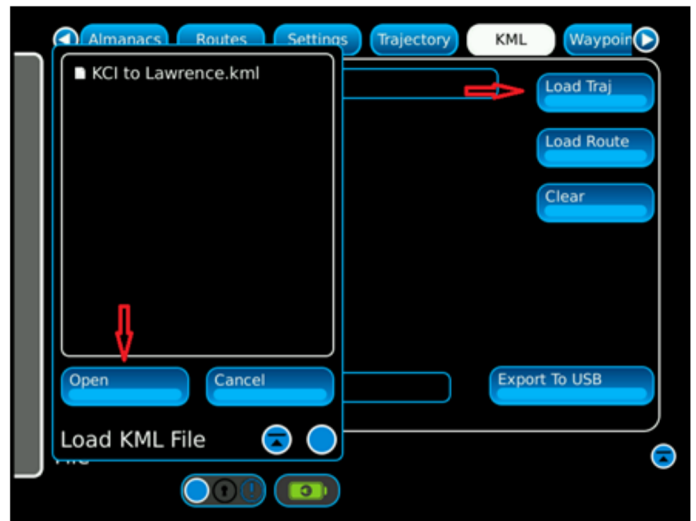 Almanacs Routes Settings Trajectory KML Waypoin
KCI to Lawrence.kml
Load Traj
Load Route
Clear
Open Cancel
Export To USB
Load KML File